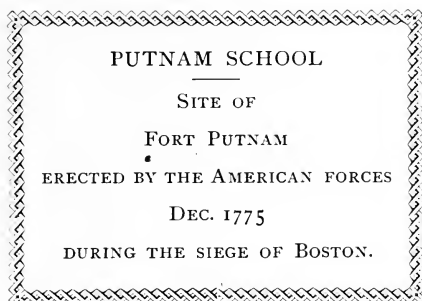 PUTNAM SCHOOL
SITE OF
FORT PUTNAM
ERECTED BY THE AMERICAN FORCES
DEC. 1775
DURING THE SIEGE OF BOSTON.